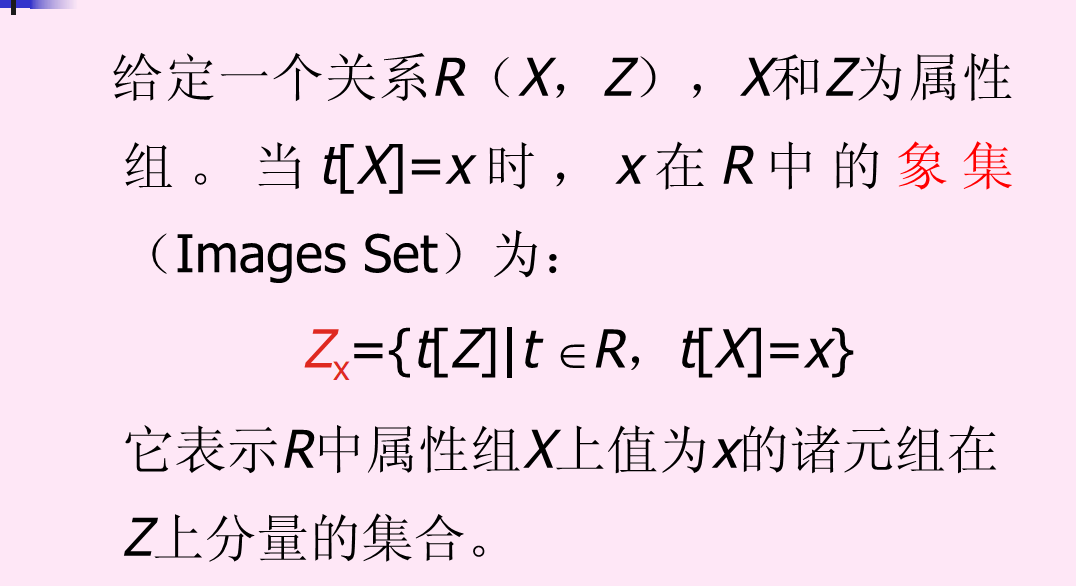 给定一个关系R（X，Z），X和Z为属性
组。当t[X]=x时，x在R中的象集
（Images Set）为：
Zx={t[Z]|t ∈R，t[X]=x}
它表示R中属性组X上值为x的诸元组在
Z上分量的集合。